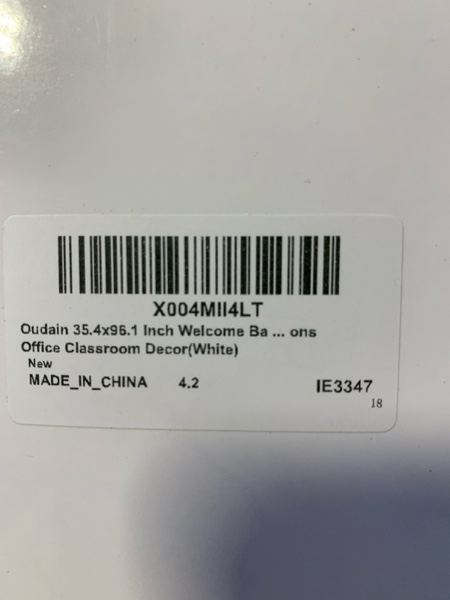 X004MII4LT
Oudain 35.4x96.1 Inch Welcome Ba ... ons
Office Classroom Decor(White)
New
MADE_IN_CHINA 4.2 IE3347
18